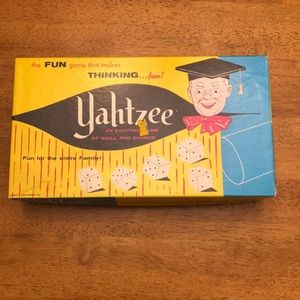 the FUN game that makes
THINKING...fun!
Yahtzee
AN EXCITING GAME
OF SKILL AND CHANCE
Fun for the entire Family!